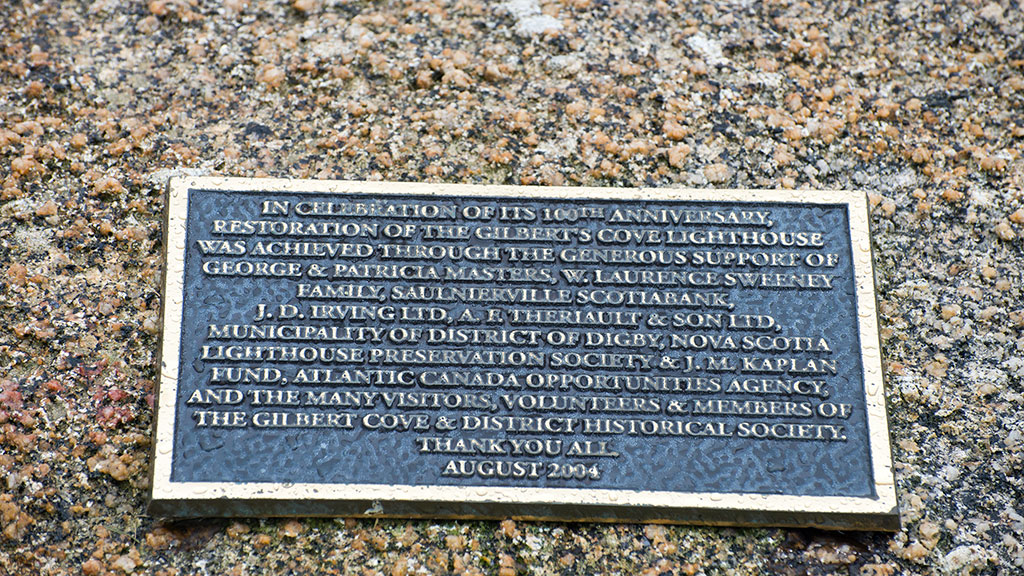 IN CELEBRATION OF ITS 100TH ANNIVERSARY,
RESTORATION OF THE GILBERT'S COVE LIGHTHOUSE
WAS ACHIEVED THROUGH THE GENEROUS SUPPORT OF
GEORGE & PATRICIA MASTERS, W. LAURENCE SWEENEY
FAMILY, SAULNIERVILLE SCOTIABANK,
J. D. IRVING LTD, A. F. THERIAULT & SON LTD,
MUNICIPALITY OF DISTRICT OF DIGBY, NOVA SCOTIA
LIGHTHOUSE PRESERVATION SOCIETY & J. M. KAPLAN
FUND, ATLANTIC CANADA OPPORTUNITIES AGENCY,
AND THE MANY VISITORS, VOLUNTEERS & MEMBERS OF
THE GILBERT COVE & DISTRICT HISTORICAL SOCIETY.
THANK YOU ALL.
AUGUST 2004